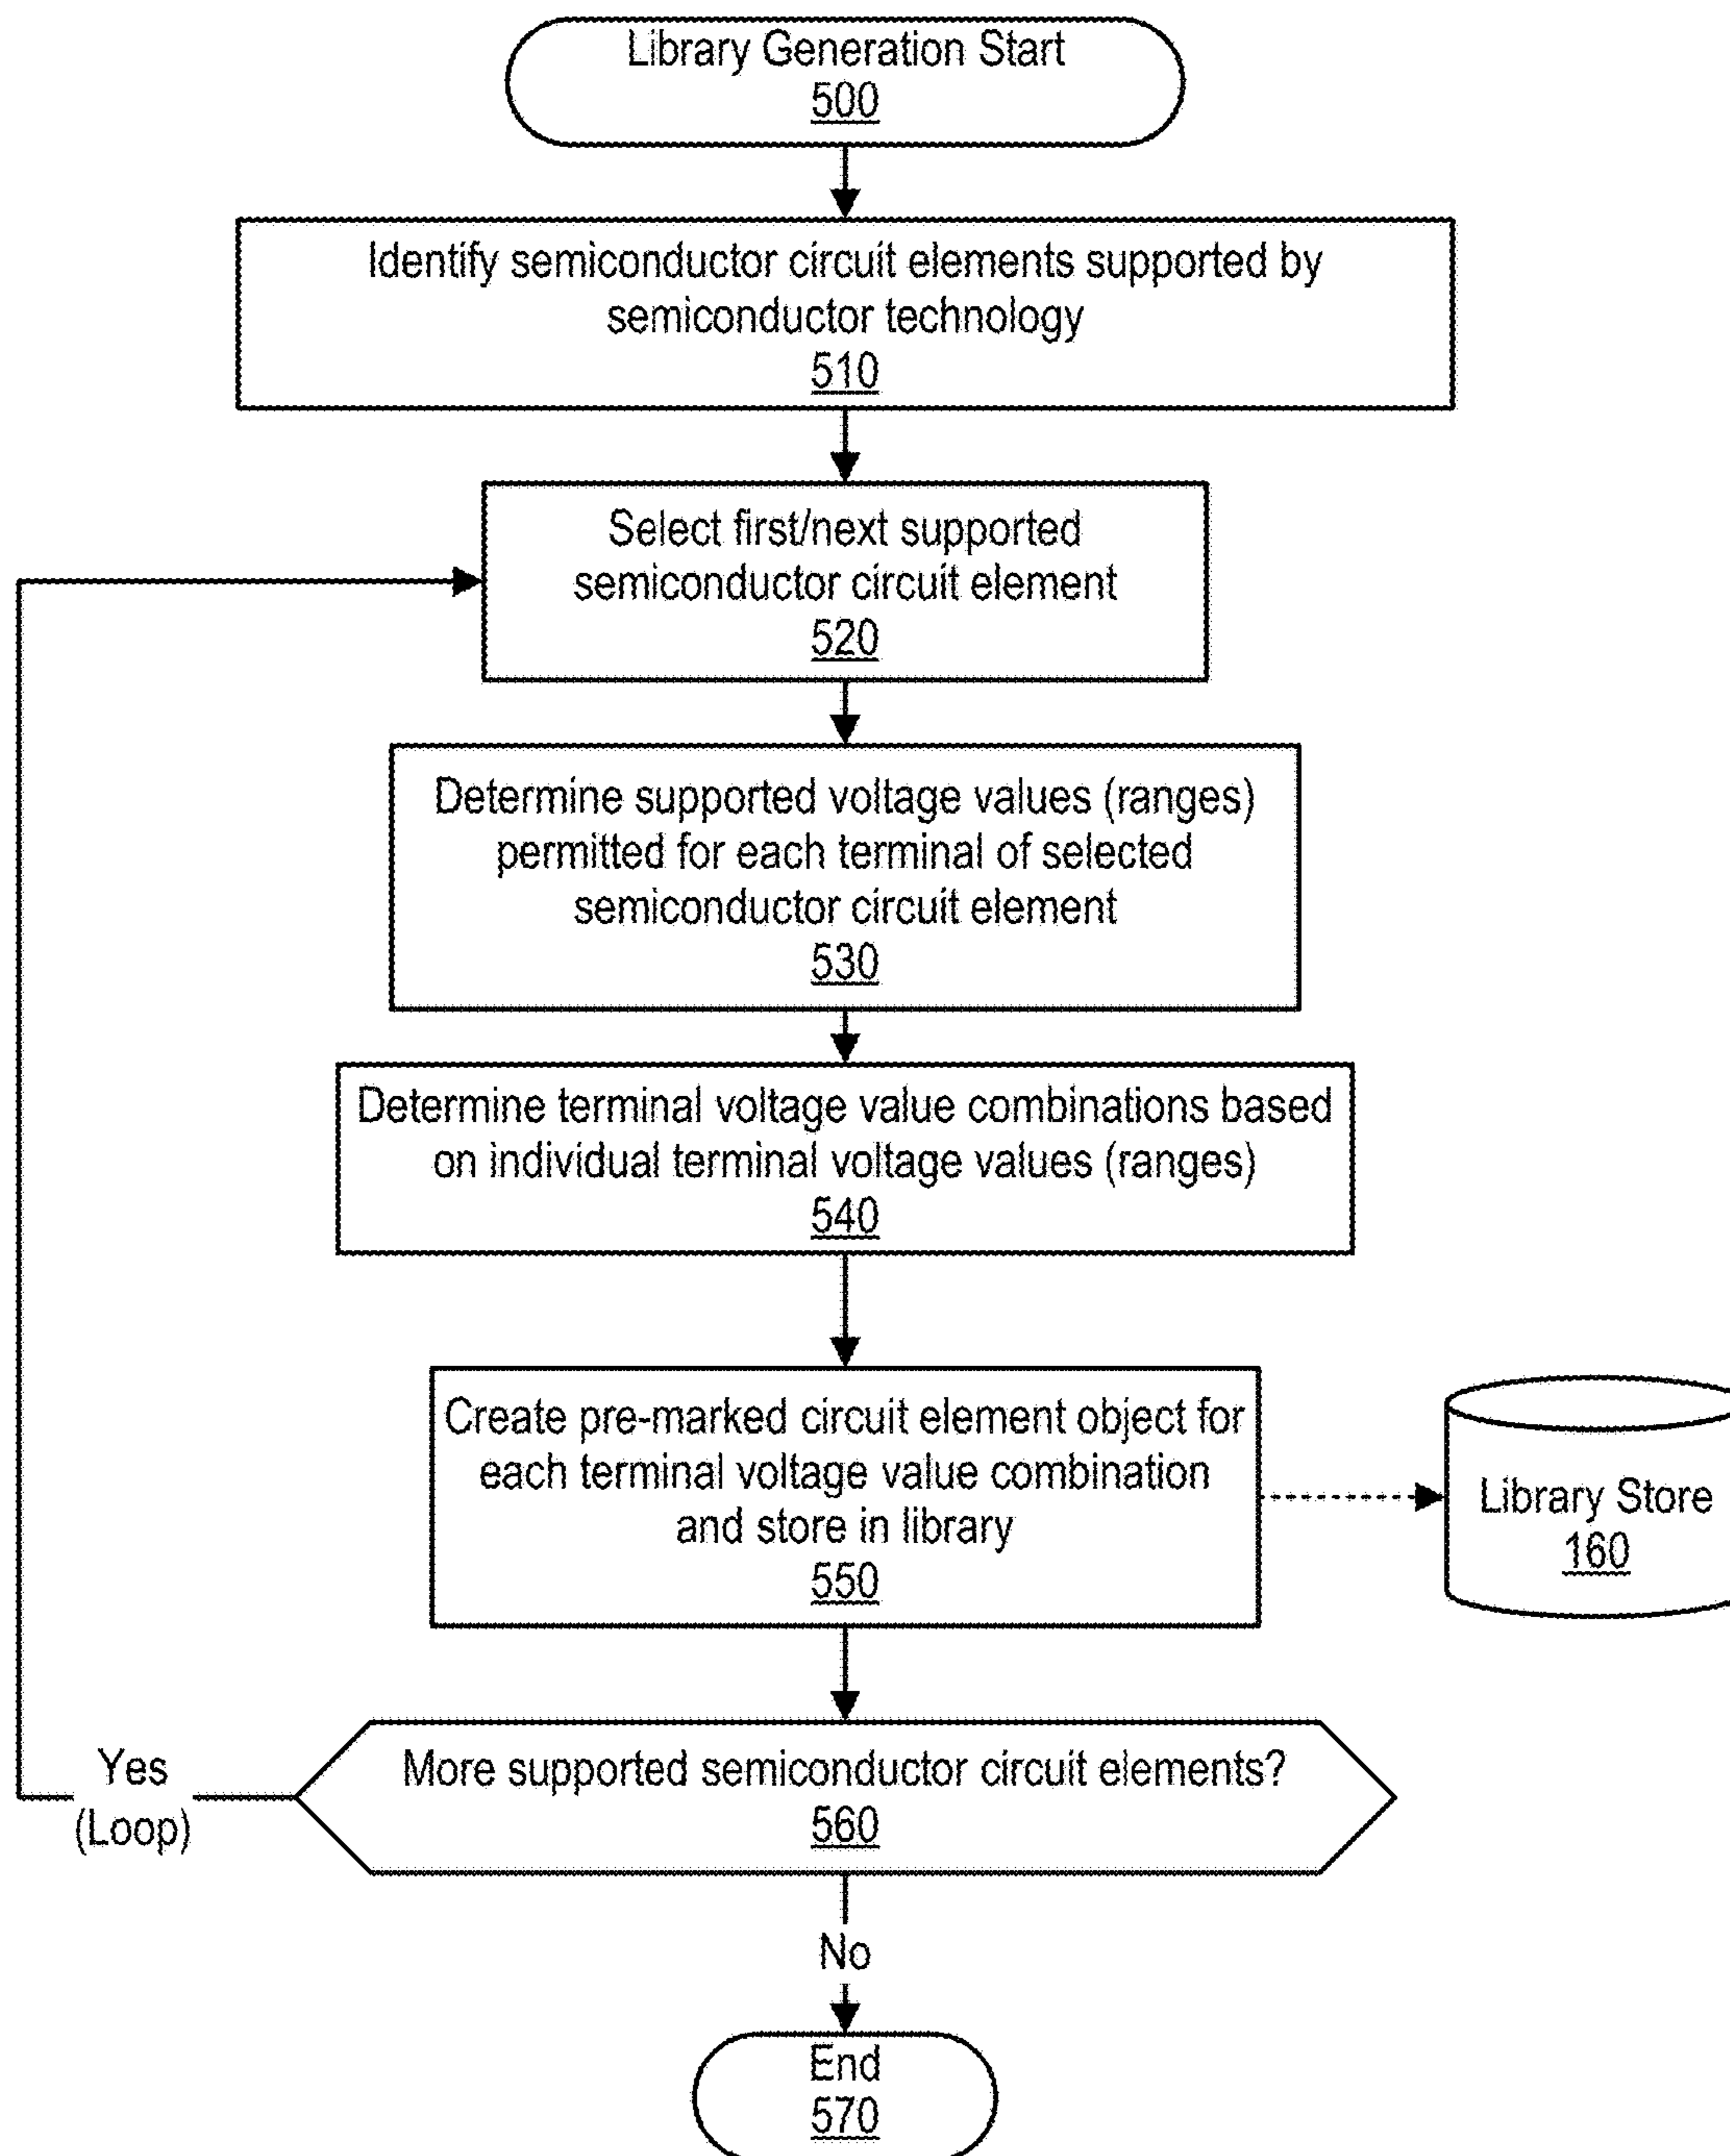 Library Generation Start
500
Identify semiconductor circuit elements supported by
semiconductor technology
510
Select first/next supported
semiconductor circuit element
520
Determine supported voltage values (ranges)
permitted for each terminal of selected
semiconductor circuit element
530
Determine terminal voltage value combinations based
on individual terminal voltage values (ranges)
540
Create pre-marked circuit element object for
each terminal voltage value combination
and store in library
550
Library Store
160
More supported semiconductor circuit elements?
560
Yes
(Loop)
No
End
570